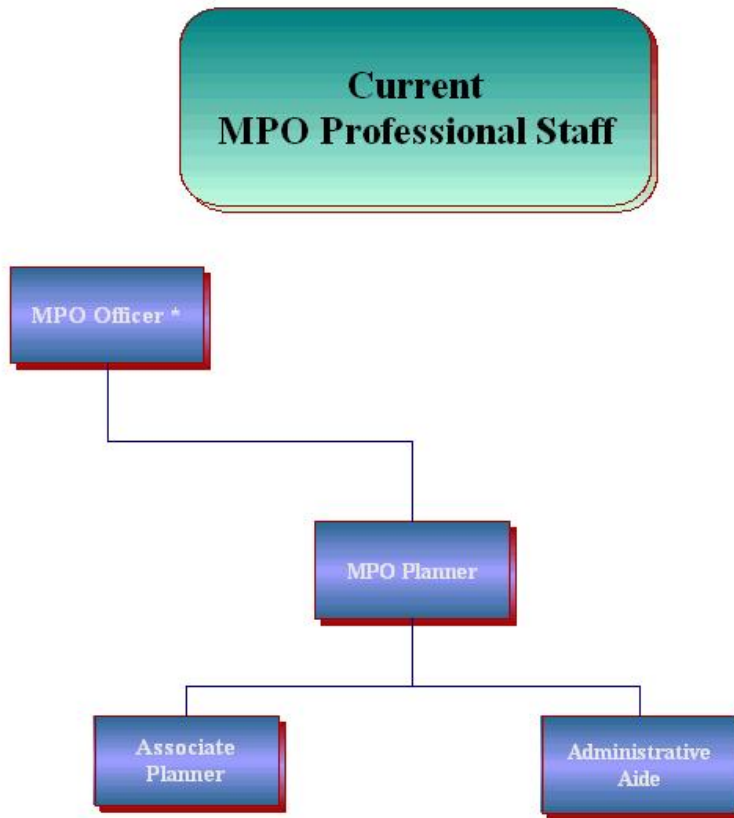 Current
MPO Professional Staff
MPO Officer *
MPO Planner
Associate
Planner
Administrative
Aide